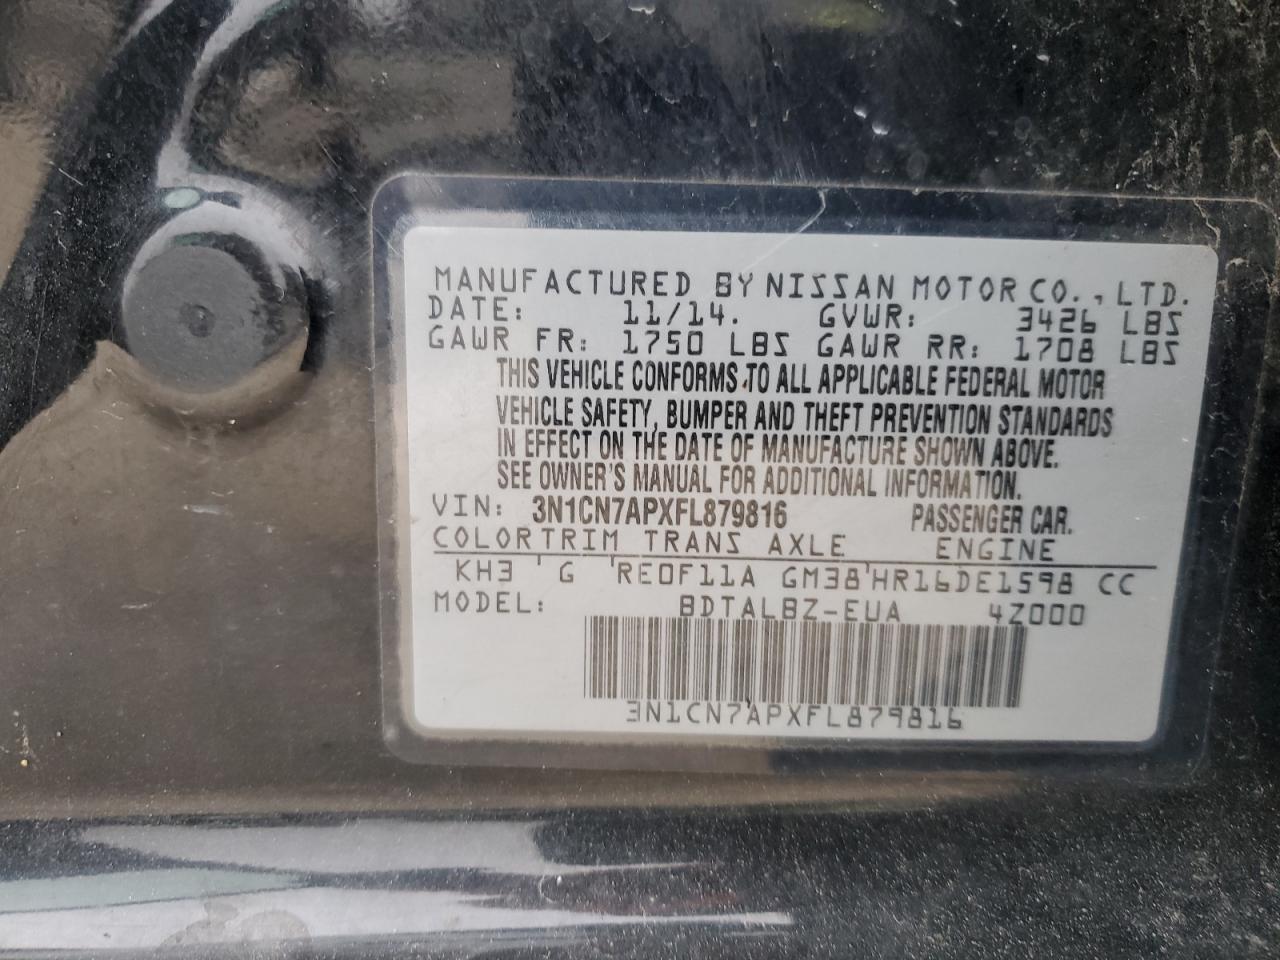 MANUFACTURED BY NISSAN MOTOR CO., LTD.
DATE: 11/14. GVWR: 3426 LBS
GAWR FR: 1750 LBS GAWR RR: 1708 LBS
THIS VEHICLE CONFORMS TO ALL APPLICABLE FEDERAL MOTOR
VEHICLE SAFETY, BUMPER AND THEFT PREVENTION STANDARDS
IN EFFECT ON THE DATE OF MANUFACTURE SHOWN ABOVE.
SEE OWNER'S MANUAL FOR ADDITIONAL INFORMATION.
VIN: 3N1CN7APXFL879816 PASSENGER CAR.
COLOR TRIM TRANS AXLE ENGINE
KH3 ' G 'RE0F11A GM38'HR16DE1598 CC
MODEL: BDTALBZ-EUA 4Z000
3N1CN7APXFL879816